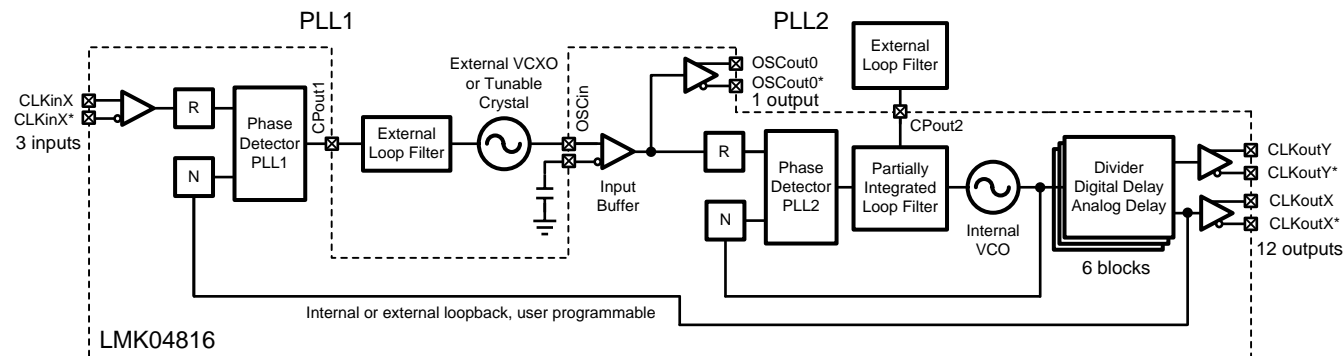 PLL1
PLL2
CLKinX
CLKinX*
3 inputs
R
N
Phase
Detector
PLL1
CPout1
External
Loop Filter
External VCXO
or Tunable
Crystal
OSCin
Input
Buffer
OSCout0
OSCout0*
1 output
External
Loop Filter
CPout2
R
N
Phase
Detector
PLL2
Partially
Integrated
Loop Filter
Internal
VCO
Divider
Digital Delay
Analog Delay
6 blocks
CLKoutY
CLKoutY*
CLKoutX
CLKoutX*
12 outputs
Internal or external loopback, user programmable
LMK04816